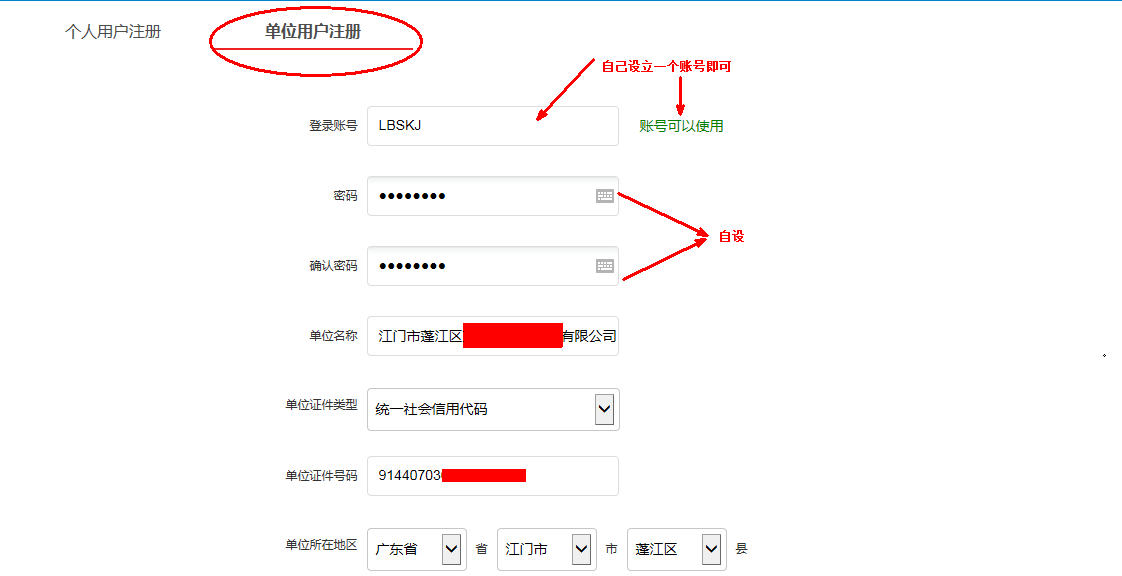 个人用户注册 单位用户注册
自己设立一个账号即可
登录账号 LBSKJ 账号可以使用
密码 ●●●●●●●●
自设
确认密码 ●●●●●●●●
单位名称 江门市蓬江区 有限公司
单位证件类型 统一社会信用代码
单位证件号码 91440703
单位所在地区 广东省 省 江门市 市 蓬江区 县